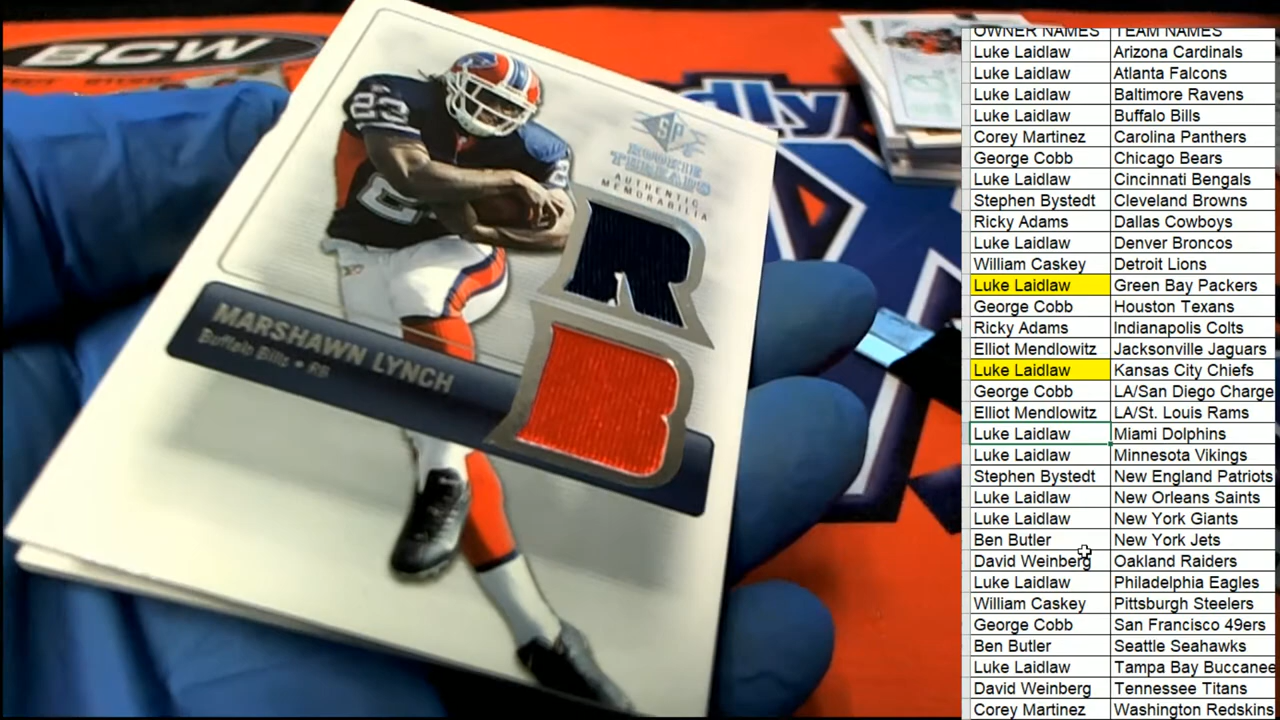 BCW
dly
23
SP
ROOKIE
THREADS
AUTHENTIC
MEMORABILIA
R
B
MARSHAWN LYNCH
Buffalo Bills • RB
OWNER NAMES TEAM NAMES
Luke Laidlaw Arizona Cardinals
Luke Laidlaw Atlanta Falcons
Luke Laidlaw Baltimore Ravens
Luke Laidlaw Buffalo Bills
Corey Martinez Carolina Panthers
George Cobb Chicago Bears
Luke Laidlaw Cincinnati Bengals
Stephen Bystedt Cleveland Browns
Ricky Adams Dallas Cowboys
Luke Laidlaw Denver Broncos
William Caskey Detroit Lions
Luke Laidlaw Green Bay Packers
George Cobb Houston Texans
Ricky Adams Indianapolis Colts
Elliot Mendlowitz Jacksonville Jaguars
Luke Laidlaw Kansas City Chiefs
George Cobb LA/San Diego Charge
Elliot Mendlowitz LA/St. Louis Rams
Luke Laidlaw Miami Dolphins
Luke Laidlaw Minnesota Vikings
Stephen Bystedt New England Patriots
Luke Laidlaw New Orleans Saints
Luke Laidlaw New York Giants
Ben Butler New York Jets
David Weinberg Oakland Raiders
Luke Laidlaw Philadelphia Eagles
William Caskey Pittsburgh Steelers
George Cobb San Francisco 49ers
Ben Butler Seattle Seahawks
Luke Laidlaw Tampa Bay Buccanee
David Weinberg Tennessee Titans
Corey Martinez Washington Redskins